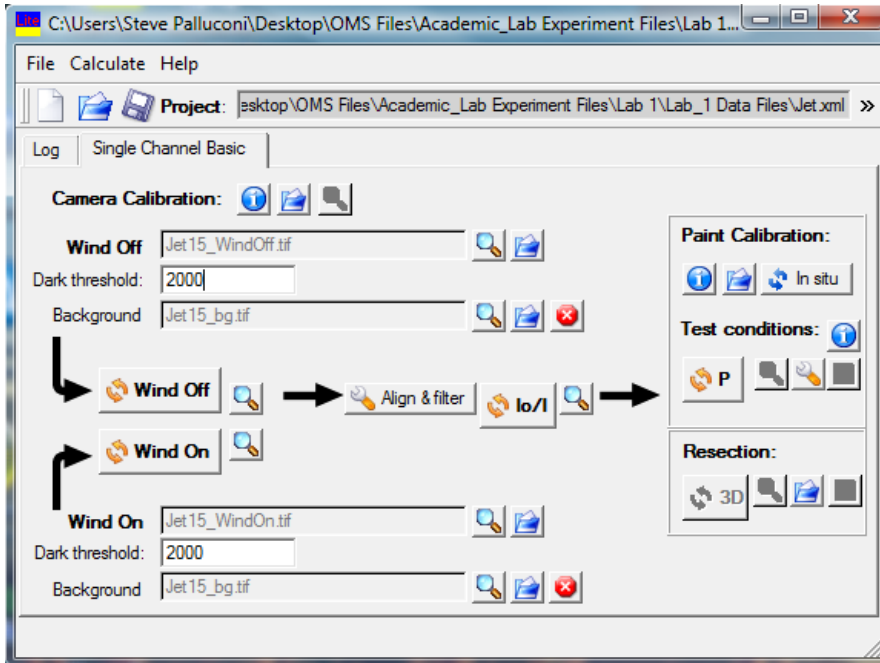 Lite C:\Users\Steve Palluconi\Desktop\OMS Files\Academic_Lab Experiment Files\Lab 1...
File Calculate Help
Project: esktop\OMS Files\Academic_Lab Experiment Files\Lab 1\Lab_1 Data Files\Jet.xml »
Log Single Channel Basic
Camera Calibration:
Wind Off Jet15_WindOff.tif
Dark threshold: 2000
Background Jet15_bg.tif
Paint Calibration:
In situ
Test conditions:
P
Wind Off
Align & filter
Io/I
Wind On
Resection:
3D
Wind On Jet15_WindOn.tif
Dark threshold: 2000
Background Jet15_bg.tif